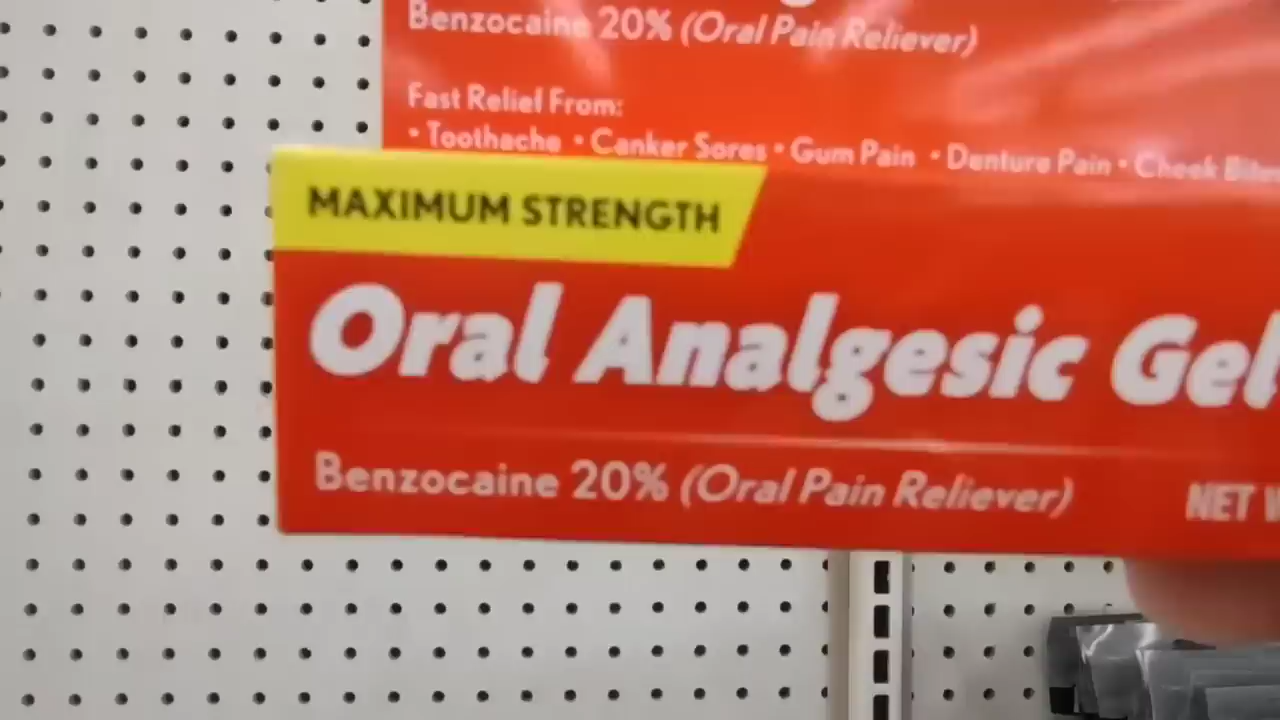 Benzocaine 20% (Oral Pain Reliever)
Fast Relief From:
• Toothache • Canker Sores • Gum Pain • Denture Pain • Cheek Bites
MAXIMUM STRENGTH
Oral Analgesic Gel
Benzocaine 20% (Oral Pain Reliever)
NET